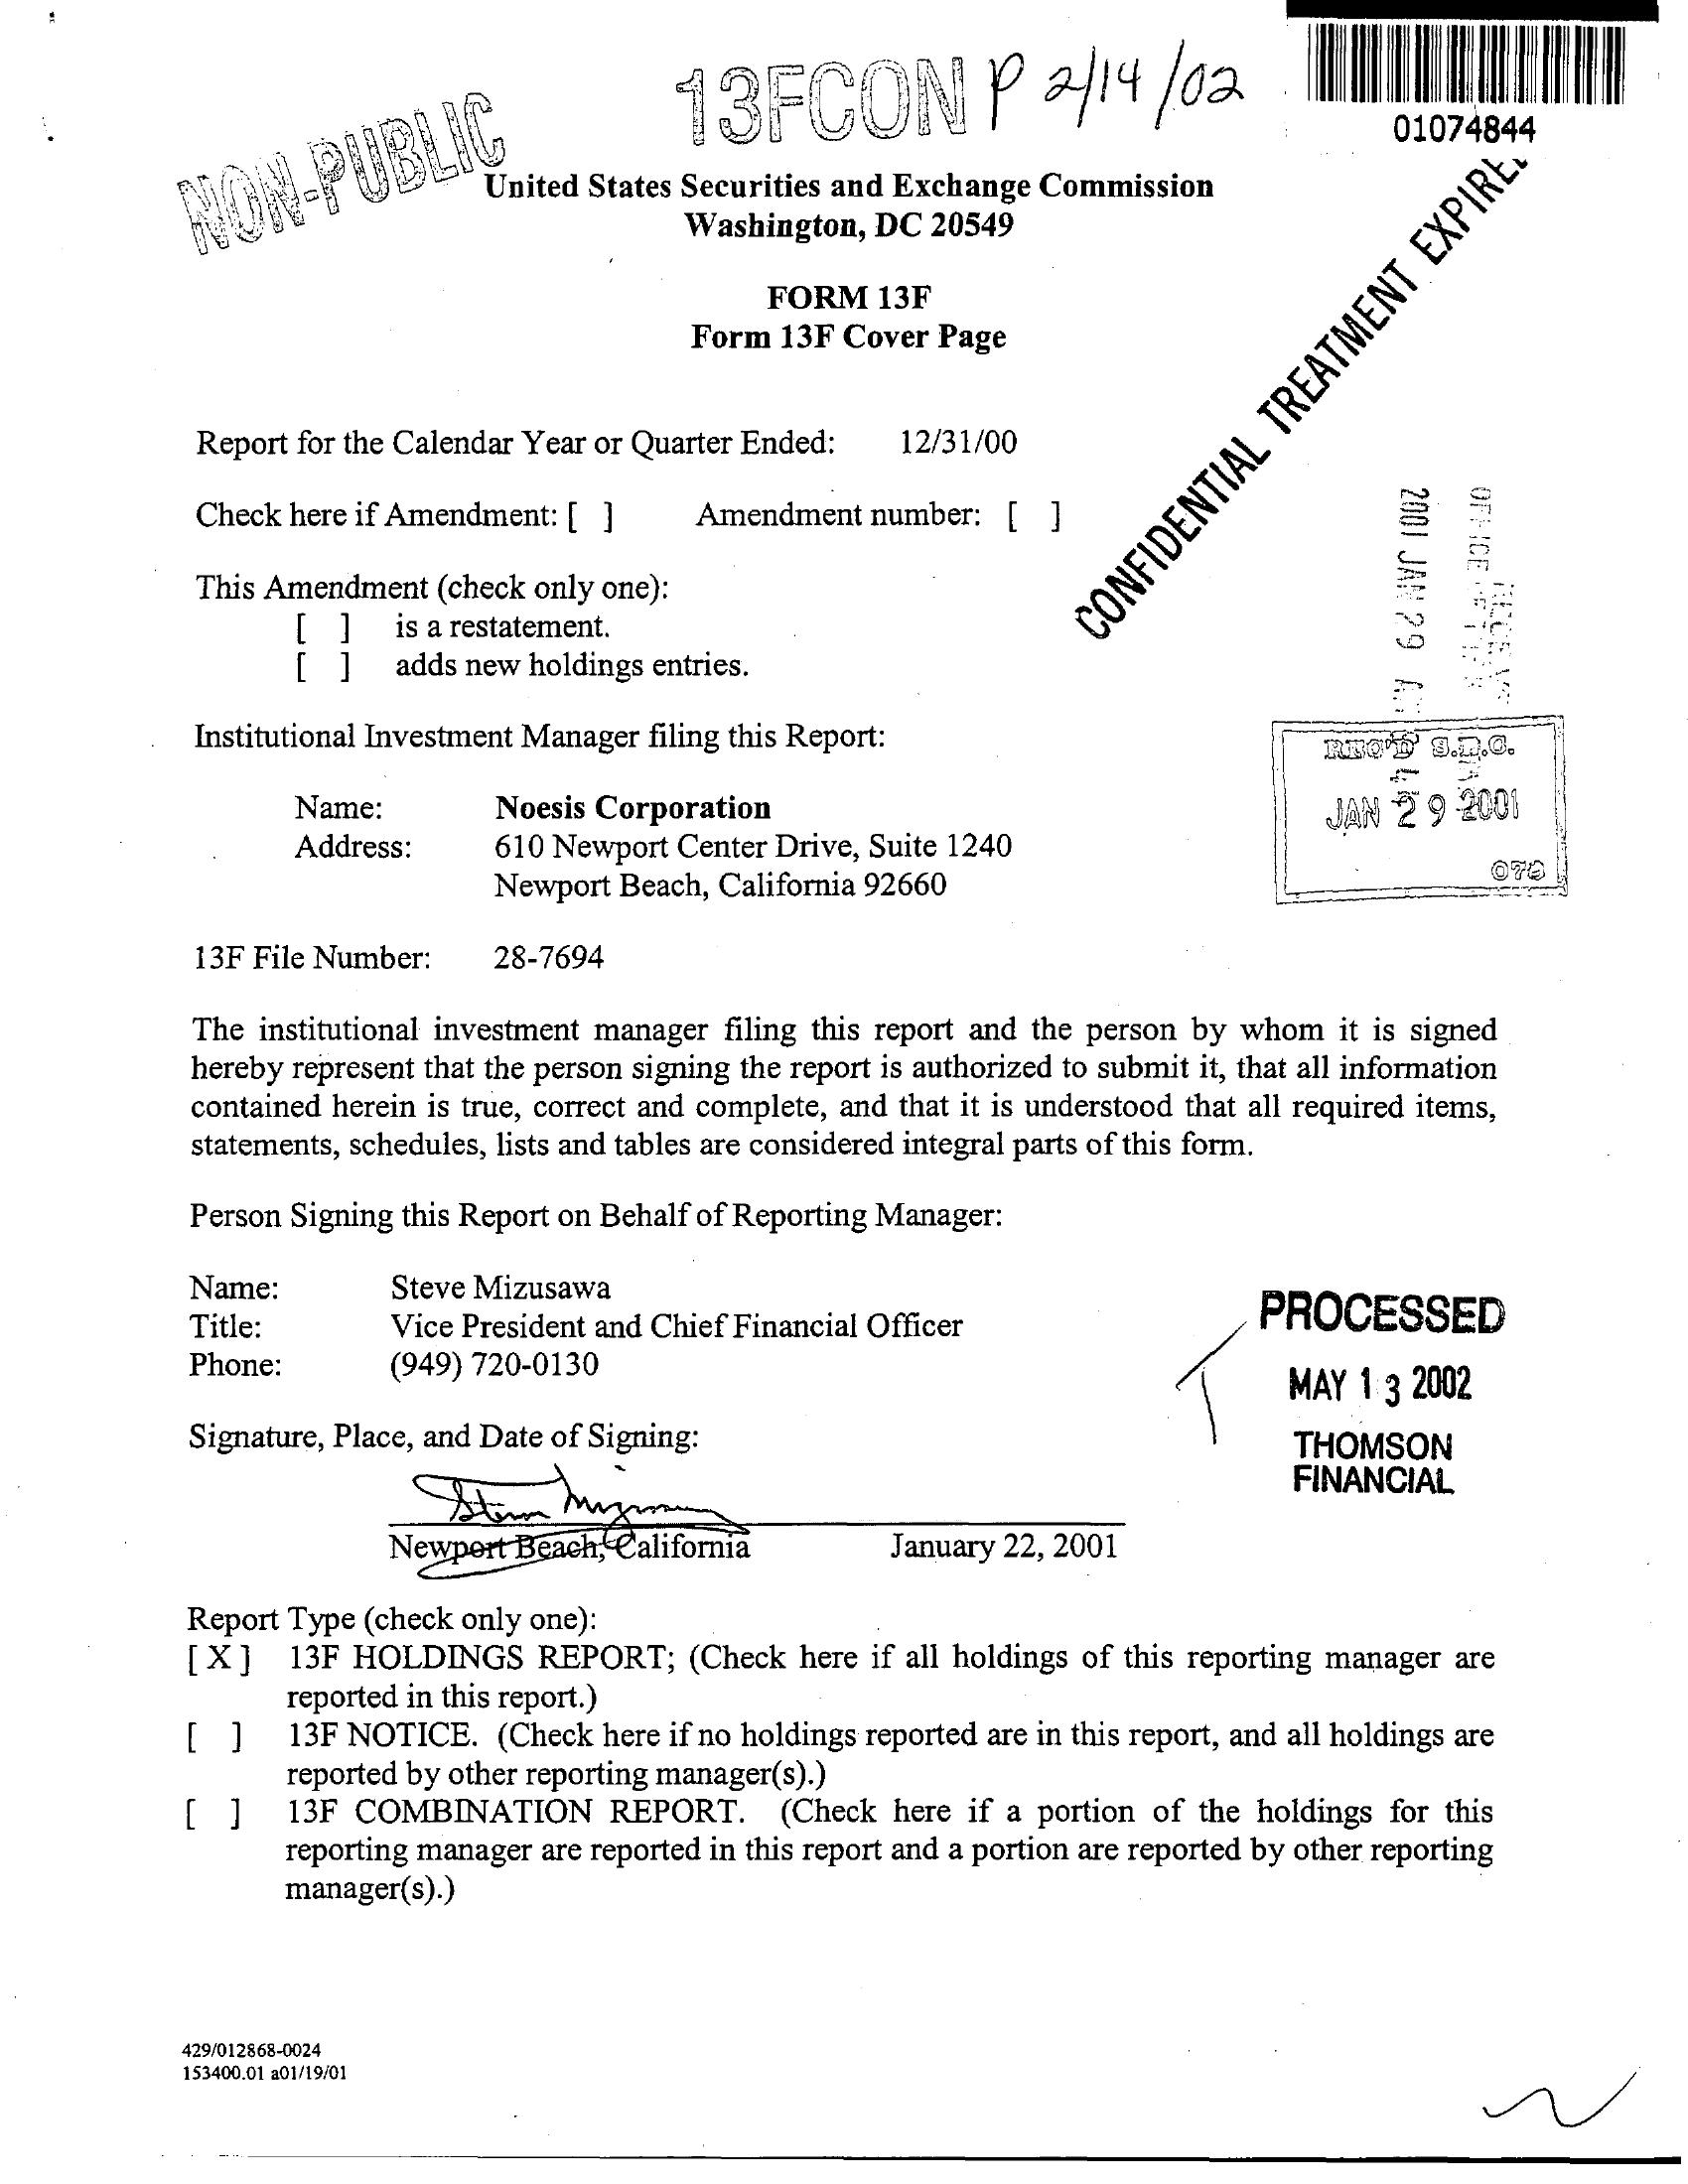 13FCON P 2/14/02
01074844
NON-PUBLIC
United States Securities and Exchange Commission
Washington, DC 20549
CONFIDENTIAL TREATMENT
FORM 13F
Form 13F Cover Page
Report for the Calendar Year or Quarter Ended: 12/31/00
Check here if Amendment: [ ] Amendment number: [ ]
This Amendment (check only one):
[ ] is a restatement.
[ ] adds new holdings entries.
2001 JAN 29
Institutional Investment Manager filing this Report:
REC'D S.E.C.
JAN 29 2001
Name: Noesis Corporation
Address: 610 Newport Center Drive, Suite 1240
Newport Beach, California 92660
13F File Number: 28-7694
The institutional investment manager filing this report and the person by whom it is signed
hereby represent that the person signing the report is authorized to submit it, that all information
contained herein is true, correct and complete, and that it is understood that all required items,
statements, schedules, lists and tables are considered integral parts of this form.
Person Signing this Report on Behalf of Reporting Manager:
Name: Steve Mizusawa
Title: Vice President and Chief Financial Officer
Phone: (949) 720-0130
PROCESSED
MAY 13 2002
THOMSON
FINANCIAL
Signature, Place, and Date of Signing:
Newport Beach, California January 22, 2001
Report Type (check only one):
[ X ] 13F HOLDINGS REPORT; (Check here if all holdings of this reporting manager are
reported in this report.)
[ ] 13F NOTICE. (Check here if no holdings reported are in this report, and all holdings are
reported by other reporting manager(s).)
[ ] 13F COMBINATION REPORT. (Check here if a portion of the holdings for this
reporting manager are reported in this report and a portion are reported by other reporting
manager(s).)
429/012868-0024
153400.01 a01/19/01